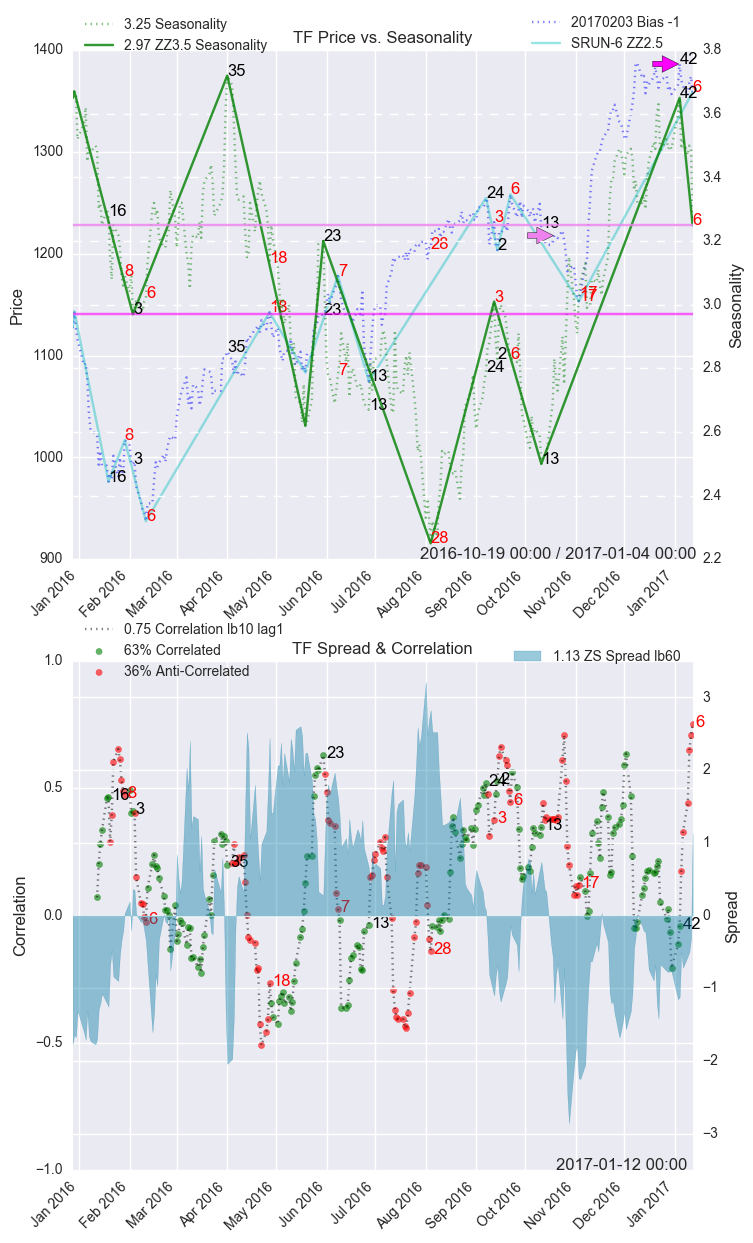 3.25 Seasonality
2.97 ZZ3.5 Seasonality
TF Price vs. Seasonality
20170203 Bias -1
SRUN-6 ZZ2.5
1400
1300
1200
1100
1000
900
Price
3.8
3.6
3.4
3.2
3.0
2.8
2.6
2.4
2.2
Seasonality
42
6
42
35
24
6
16
3
13
6
23
2
28
18
8
7
6
3
17
17
3
18
23
35
2
6
24
7
13
13
8
3
16
13
6
28
2016-10-19 00:00 / 2017-01-04 00:00
Jan 2016
Feb 2016
Mar 2016
Apr 2016
May 2016
Jun 2016
Jul 2016
Aug 2016
Sep 2016
Oct 2016
Nov 2016
Dec 2016
Jan 2017
0.75 Correlation lb10 lag1
63% Correlated
36% Anti-Correlated
TF Spread & Correlation
1.13 ZS Spread lb60
1.0
0.5
0.0
−0.5
−1.0
Correlation
3
2
1
0
−1
−2
−3
Spread
6
23
24
2
16
8
6
3
3
13
35
17
7
6
13
42
28
18
2017-01-12 00:00
Jan 2016
Feb 2016
Mar 2016
Apr 2016
May 2016
Jun 2016
Jul 2016
Aug 2016
Sep 2016
Oct 2016
Nov 2016
Dec 2016
Jan 2017